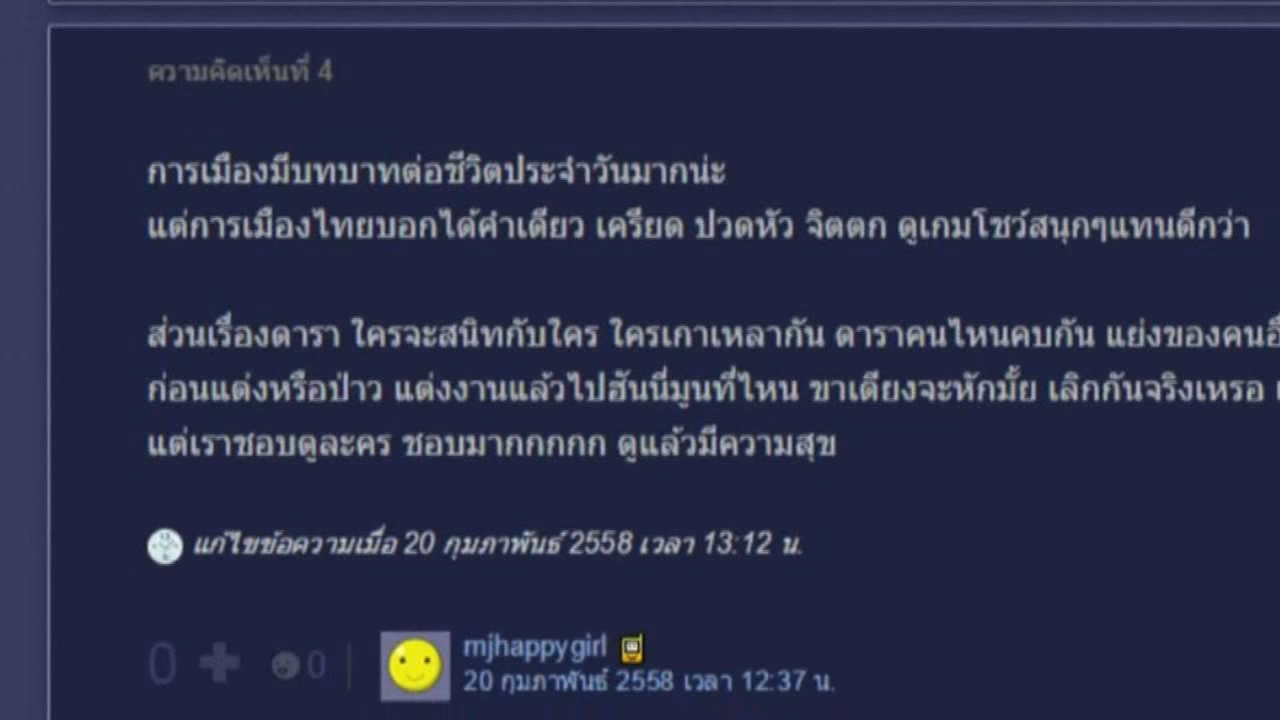 ความคิดเห็นที่ 4
การเมืองมีบทบาทต่อชีวิตประจำวันมากน่ะ
แต่การเมืองไทยบอกได้คำเดียว เครียด ปวดหัว จิตตก ดูเกมโชว์สนุกๆแทนดีกว่า
ส่วนเรื่องดารา ใครจะสนิทกับใคร ใครเกาเหลากัน ดาราคนไหนคบกัน แย่งของคน
ก่อนแต่งหรือป่าว แต่งงานแล้วไปฮันนี่มูนที่ไหน ขาเตียงจะหักมั้ย เลิกกันจริงเหรอ
แต่เราชอบดูละคร ชอบมากกกกก ดูแล้วมีความสุข
แก้ไขข้อความเมื่อ 20 กุมภาพันธ์ 2558 เวลา 13:12 น.
0 0 mjhappygirl
20 กุมภาพันธ์ 2558 เวลา 12:37 น.